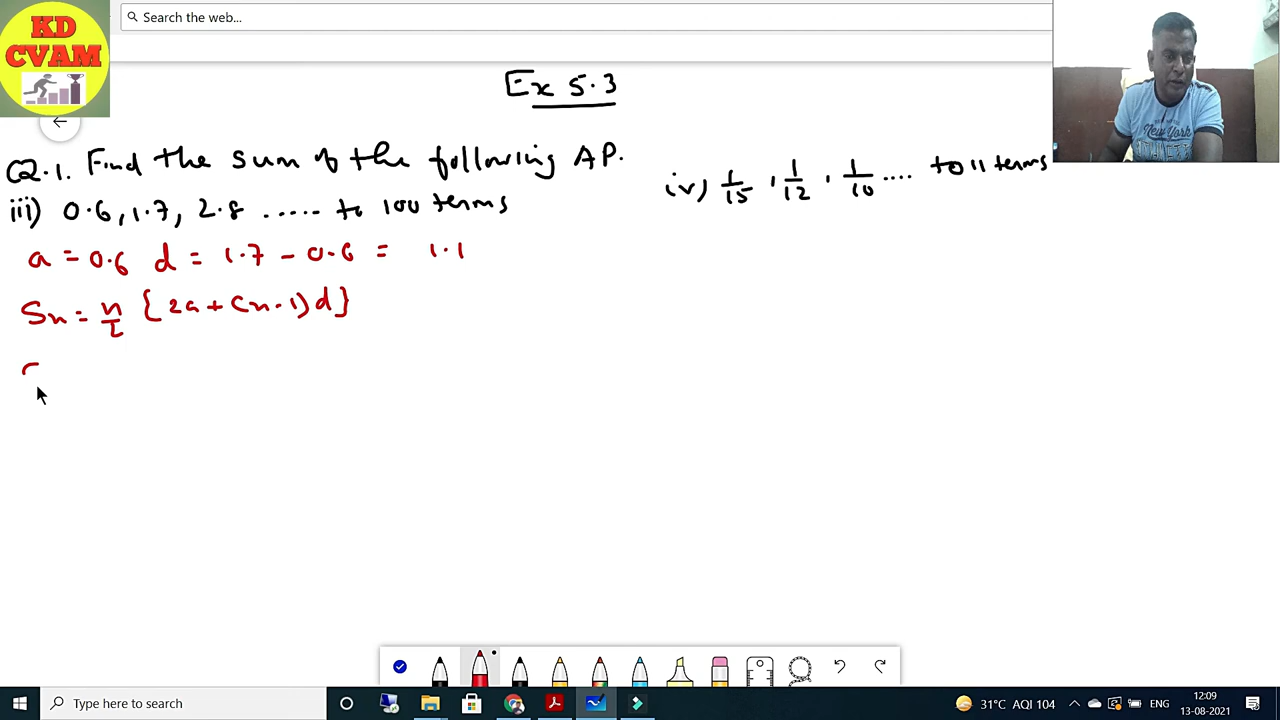 KD
CVAM
Search the web...
Ex 5.3
Q.1. Find the sum of the following AP.
iii) 0.6, 1.7, 2.8 ...... to 100 terms
a = 0.6 d = 1.7 - 0.6 = 1.1
Sn = n/2 {2a + (n-1)d}
iv) 1/15, 1/12, 1/10 .... to 11 terms
New York
ATHLETICS
Type here to search
31°C AQI 104
ENG
12:09
13-08-2021